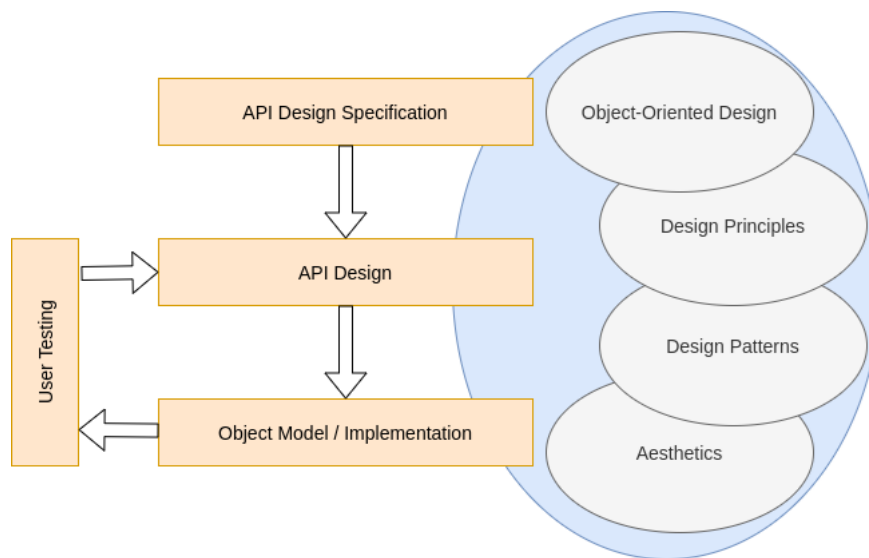 API Design Specification
Object-Oriented Design
Design Principles
API Design
User Testing
Design Patterns
Object Model / Implementation
Aesthetics